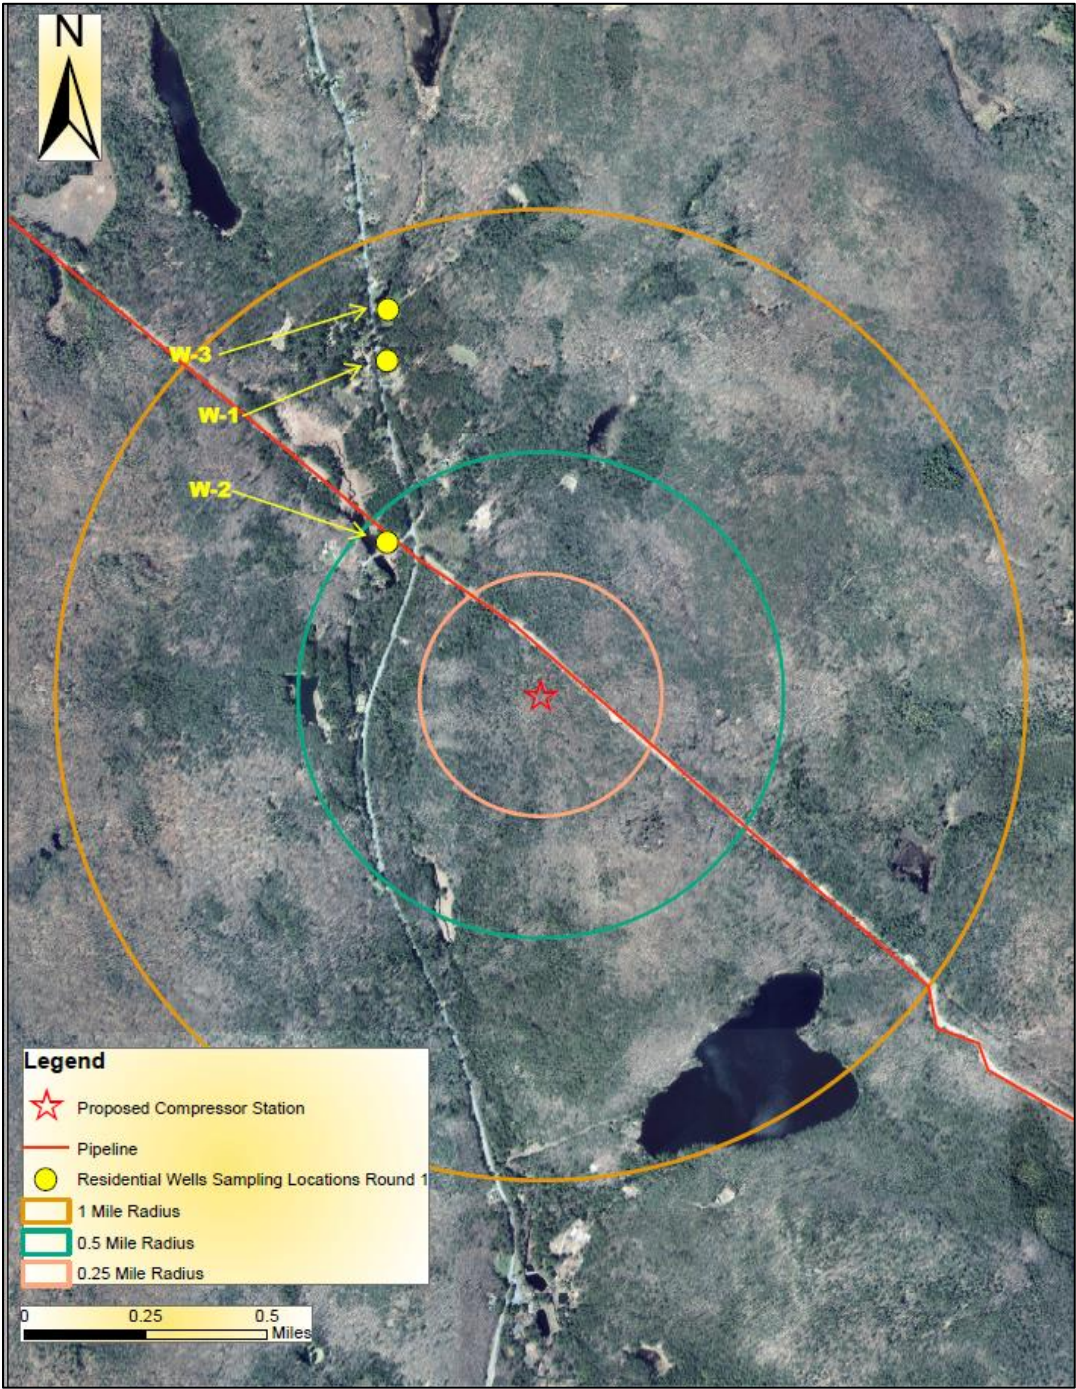 N
W-3
W-1
W-2
Legend
Proposed Compressor Station
Pipeline
Residential Wells Sampling Locations Round 1
1 Mile Radius
0.5 Mile Radius
0.25 Mile Radius
0 0.25 0.5
Miles